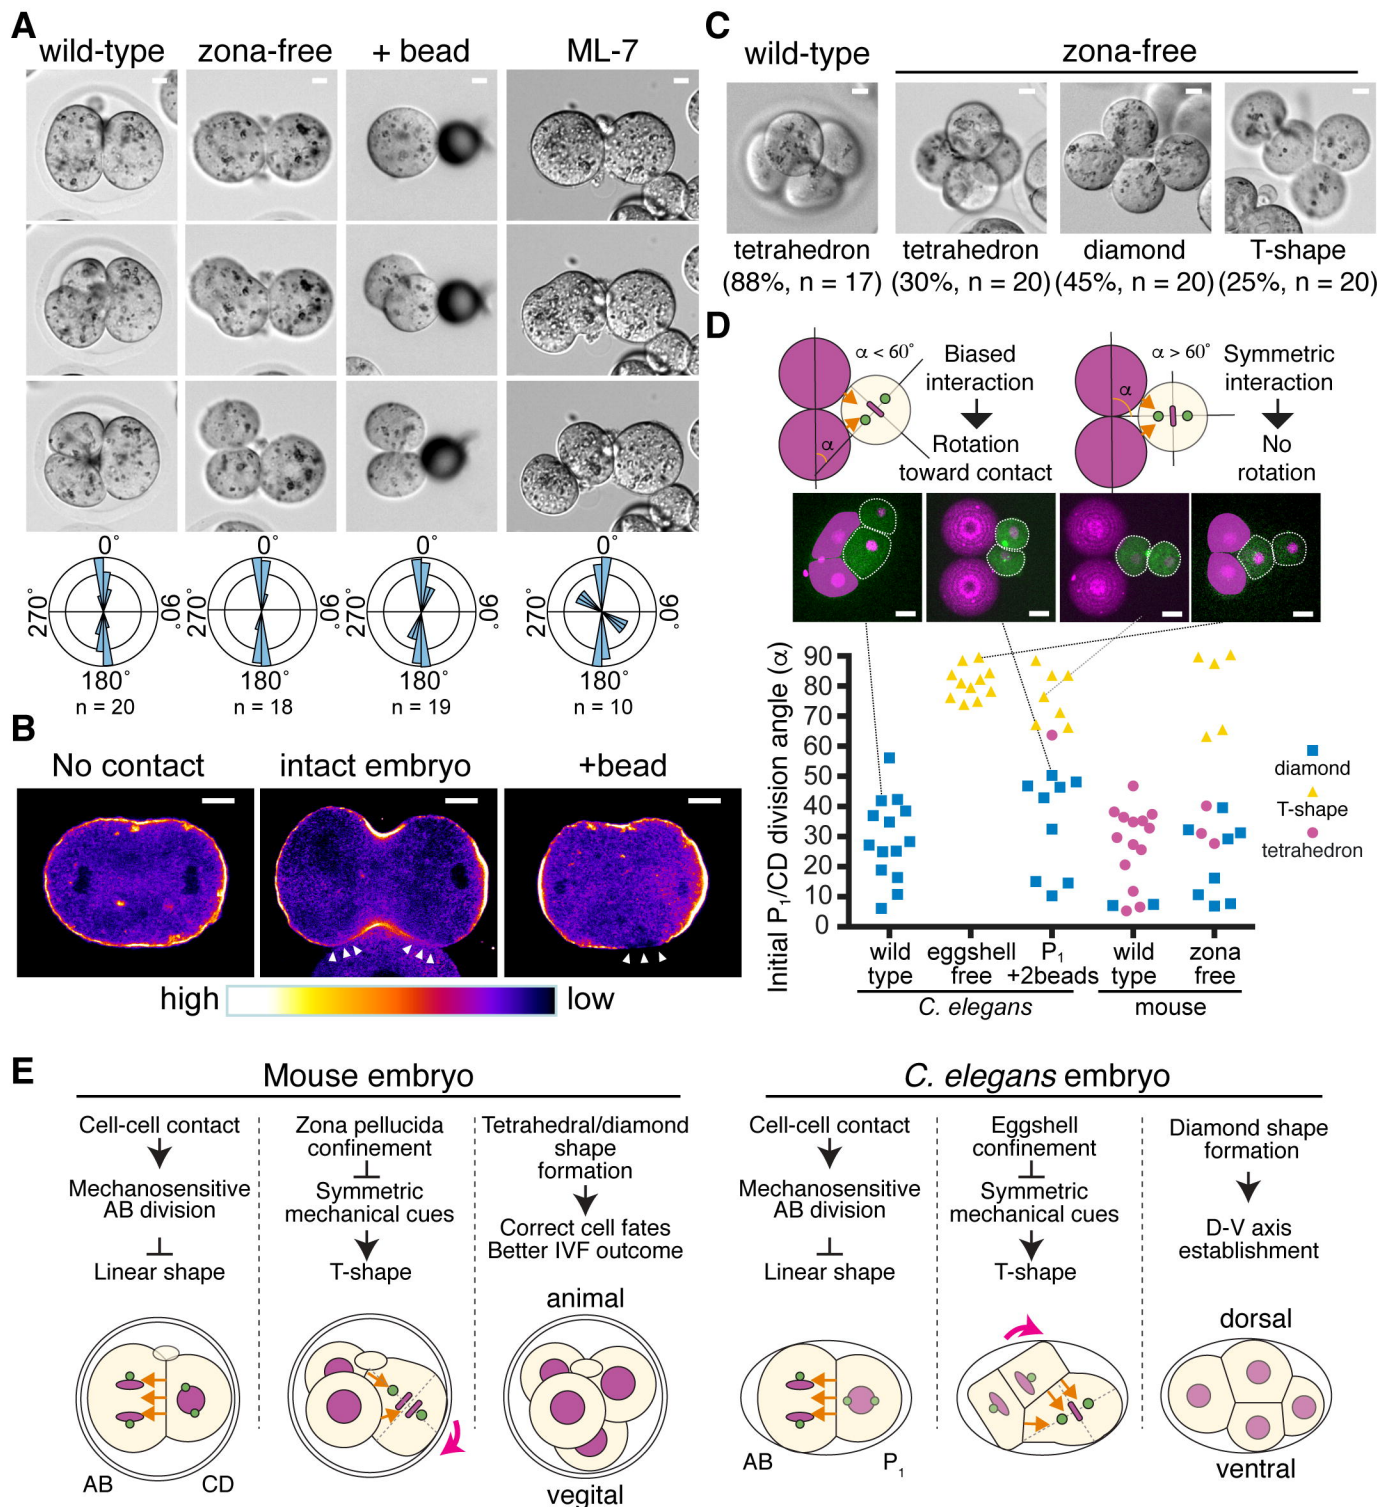 A
wild-type
zona-free
+ bead
ML-7
0°
90°
180°
270°
n = 20
0°
90°
180°
270°
n = 18
0°
90°
180°
270°
n = 19
0°
90°
180°
270°
n = 10
B
No contact
intact embryo
+bead
high
low
C
wild-type
zona-free
tetrahedron
(88%, n = 17)
tetrahedron
(30%, n = 20)
diamond
(45%, n = 20)
T-shape
(25%, n = 20)
D
α < 60°
α
Biased
interaction
Rotation
toward contact
α > 60°
α
Symmetric
interaction
No
rotation
Initial P1/CD division angle (α)
90
80
70
60
50
40
30
20
10
0
wild
type
eggshell
free
P1
+2beads
wild
type
zona
free
C. elegans
mouse
diamond
T-shape
tetrahedron
E
Mouse embryo
Cell-cell contact
Mechanosensitive
AB division
Linear shape
AB
CD
Zona pellucida
confinement
Symmetric
mechanical cues
T-shape
Tetrahedral/diamond
shape
formation
Correct cell fates
Better IVF outcome
animal
vegital
C. elegans embryo
Cell-cell contact
Mechanosensitive
AB division
Linear shape
AB
P1
Eggshell
confinement
Symmetric
mechanical cues
T-shape
Diamond shape
formation
D-V axis
establishment
dorsal
ventral